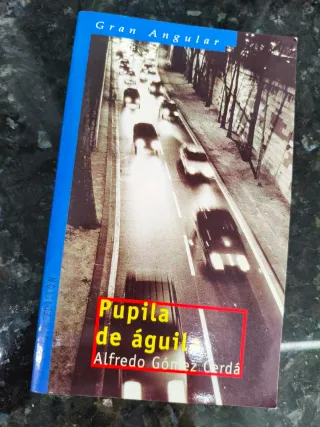 Gran Angular
Pupila
de águila
Alfredo Gómez Cerdá